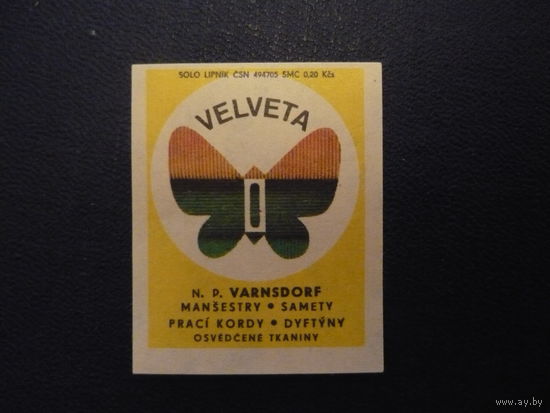 SOLO LIPNÍK ČSN 494705 SMC 0,20 Kčs
VELVETA
N. P. VARNSDORF
MANŠESTRY • SAMETY
PRACÍ KORDY • DYFTÝNY
OSVĚDČENÉ TKANINY
www.ay.by